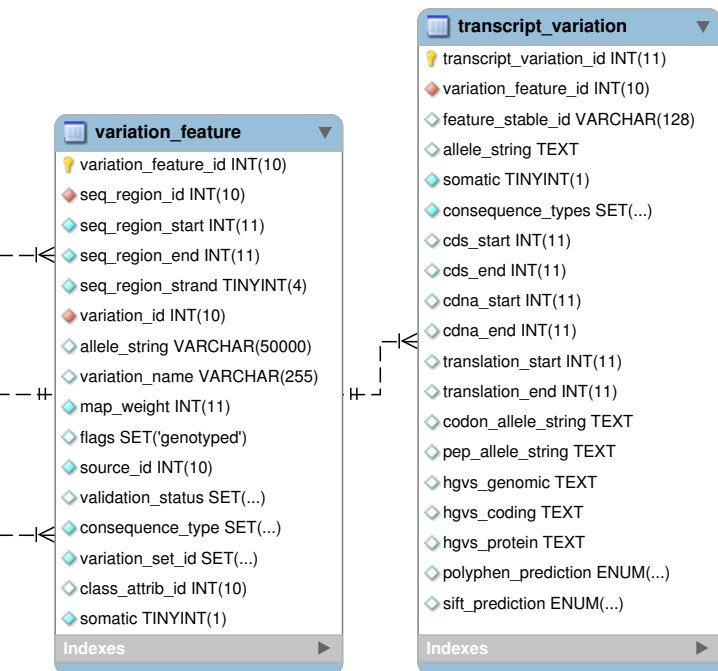 variation_feature
variation_feature_id INT(10)
seq_region_id INT(10)
seq_region_start INT(11)
seq_region_end INT(11)
seq_region_strand TINYINT(4)
variation_id INT(10)
allele_string VARCHAR(50000)
variation_name VARCHAR(255)
map_weight INT(11)
flags SET('genotyped')
source_id INT(10)
validation_status SET(...)
consequence_type SET(...)
variation_set_id SET(...)
class_attrib_id INT(10)
somatic TINYINT(1)
Indexes
transcript_variation
transcript_variation_id INT(11)
variation_feature_id INT(10)
feature_stable_id VARCHAR(128)
allele_string TEXT
somatic TINYINT(1)
consequence_types SET(...)
cds_start INT(11)
cds_end INT(11)
cdna_start INT(11)
cdna_end INT(11)
translation_start INT(11)
translation_end INT(11)
codon_allele_string TEXT
pep_allele_string TEXT
hgvs_genomic TEXT
hgvs_coding TEXT
hgvs_protein TEXT
polyphen_prediction ENUM(...)
sift_prediction ENUM(...)
Indexes